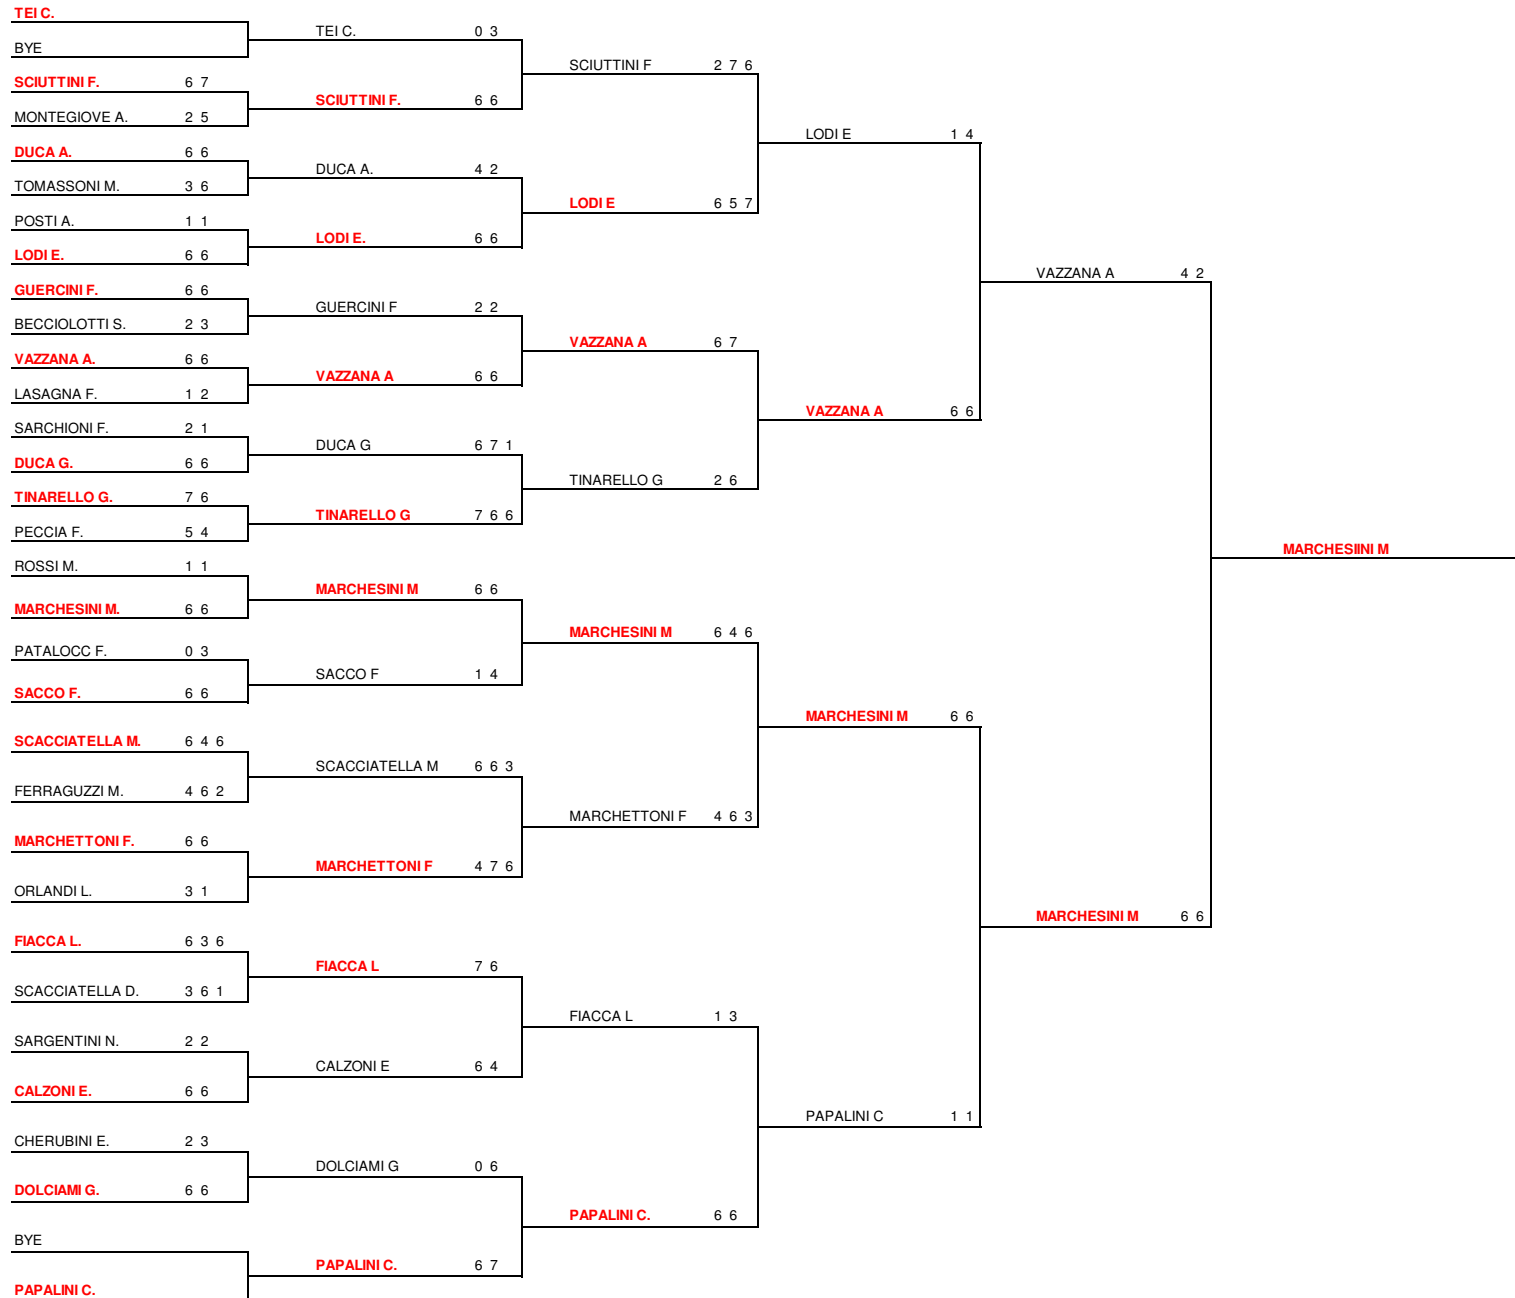 TEI C.
BYE
SCIUTTINI F. 6 7
MONTEGIOVE A. 2 5
DUCA A. 6 6
TOMASSONI M. 3 6
POSTI A. 1 1
LODI E. 6 6
GUERCINI F. 6 6
BECCIOLOTTI S. 2 3
VAZZANA A. 6 6
LASAGNA F. 1 2
SARCHIONI F. 2 1
DUCA G. 6 6
TINARELLO G. 7 6
PECCIA F. 5 4
ROSSI M. 1 1
MARCHESINI M. 6 6
PATALOCC F. 0 3
SACCO F. 6 6
SCACCIATELLA M. 6 4 6
FERRAGUZZI M. 4 6 2
MARCHETTONI F. 6 6
ORLANDI L. 3 1
FIACCA L. 6 3 6
SCACCIATELLA D. 3 6 1
SARGENTINI N. 2 2
CALZONI E. 6 6
CHERUBINI E. 2 3
DOLCIAMI G. 6 6
BYE
PAPALINI C.
TEI C. 0 3
SCIUTTINI F. 6 6
DUCA A. 4 2
LODI E. 6 6
GUERCINI F 2 2
VAZZANA A 6 6
DUCA G 6 7 1
TINARELLO G 7 6 6
MARCHESINI M 6 6
SACCO F 1 4
SCACCIATELLA M 6 6 3
MARCHETTONI F 4 7 6
FIACCA L 7 6
CALZONI E 6 4
DOLCIAMI G 0 6
PAPALINI C. 6 7
SCIUTTINI F 2 7 6
LODI E 6 5 7
VAZZANA A 6 7
TINARELLO G 2 6
MARCHESINI M 6 4 6
MARCHETTONI F 4 6 3
FIACCA L 1 3
PAPALINI C. 6 6
LODI E 1 4
VAZZANA A 6 6
MARCHESINI M 6 6
PAPALINI C 1 1
VAZZANA A 4 2
MARCHESINI M 6 6
MARCHESIINI M